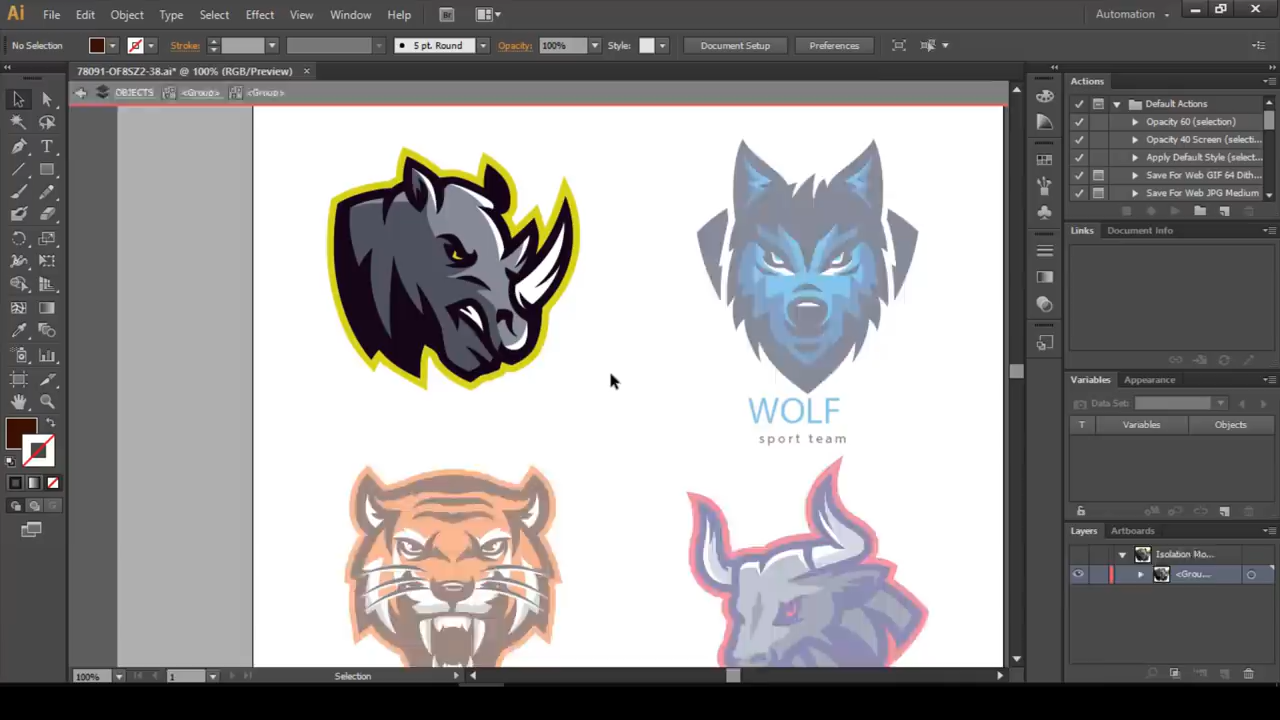 Ai File Edit Object Type Select Effect View Window Help Br Automation
No Selection Stroke: 5 pt. Round Opacity: 100% Style: Document Setup Preferences
78091-OF8SZ2-38.ai* @ 100% (RGB/Preview) ×
OBJECTS <Group> <Group>
WOLF
sport team
100% 1 Selection
Actions
Default Actions
Opacity 60 (selection)
Opacity 40 Screen (selecti...
Apply Default Style (select...
Save For Web GIF 64 Dith...
Save For Web JPG Medium
Links Document Info
Variables Appearance
Data Set:
T Variables Objects
Layers Artboards
Isolation Mo...
<Grou...